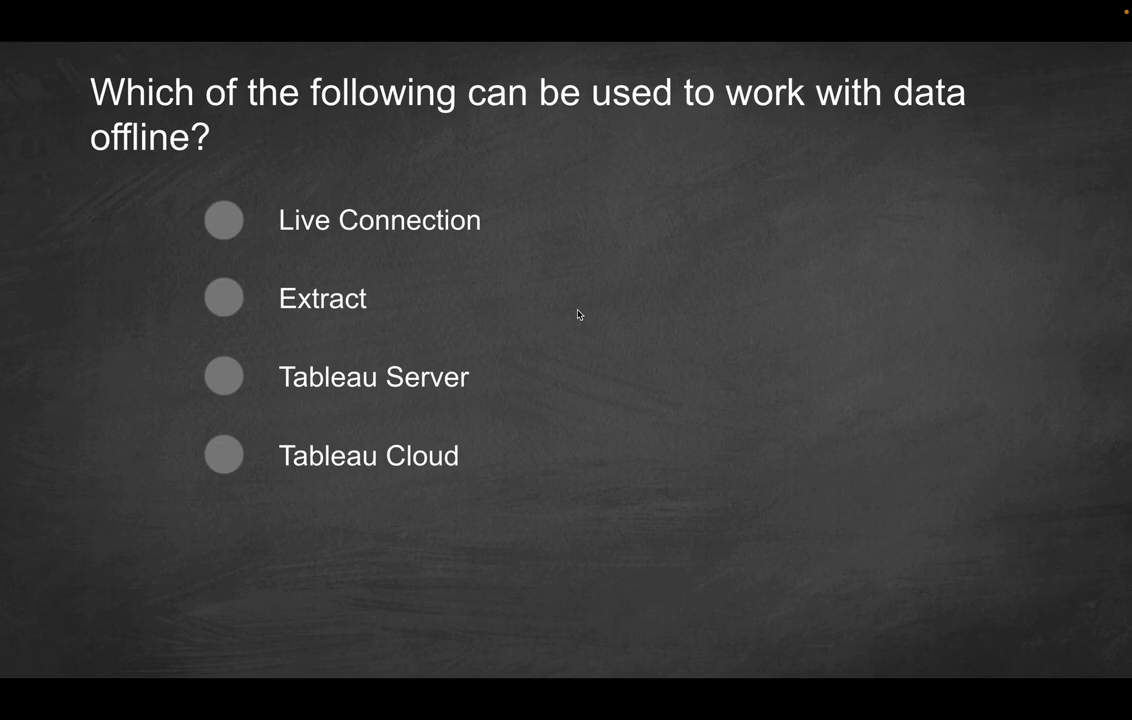 Which of the following can be used to work with data
offline?
Live Connection
Extract
Tableau Server
Tableau Cloud